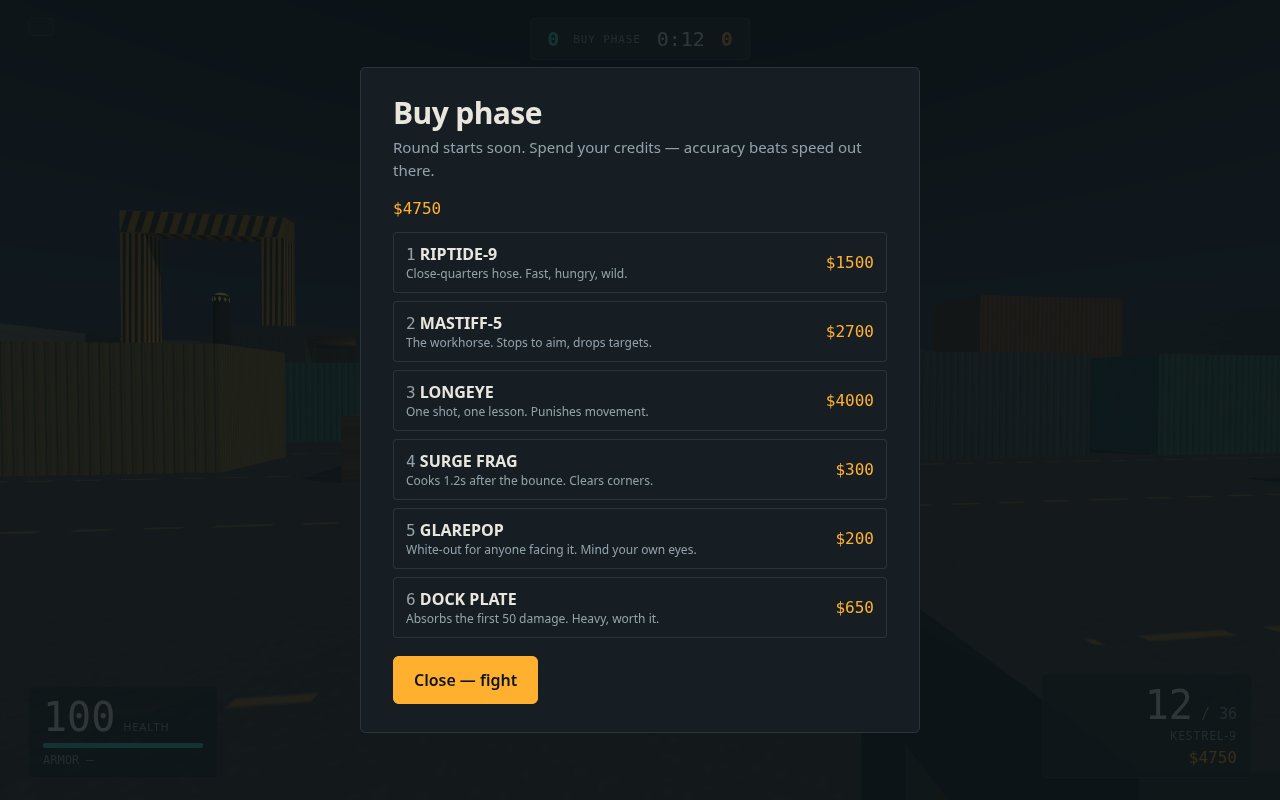 0 BUY PHASE 0:12 0
Buy phase
Round starts soon. Spend your credits — accuracy beats speed out
there.
$4750
1 RIPTIDE-9
Close-quarters hose. Fast, hungry, wild.
$1500
2 MASTIFF-5
The workhorse. Stops to aim, drops targets.
$2700
3 LONGEYE
One shot, one lesson. Punishes movement.
$4000
4 SURGE FRAG
Cooks 1.2s after the bounce. Clears corners.
$300
5 GLAREPOP
White-out for anyone facing it. Mind your own eyes.
$200
6 DOCK PLATE
Absorbs the first 50 damage. Heavy, worth it.
$650
Close — fight
100 HEALTH
ARMOR —
12 / 36
KESTREL-9
$4750